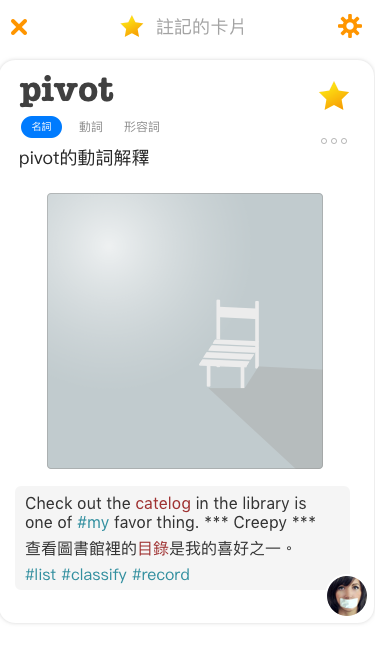 註記的卡片
pivot
名詞 動詞 形容詞
pivot的動詞解釋
Check out the catelog in the library is
one of #my favor thing. *** Creepy ***
查看圖書館裡的目錄是我的喜好之一。
#list #classify #record